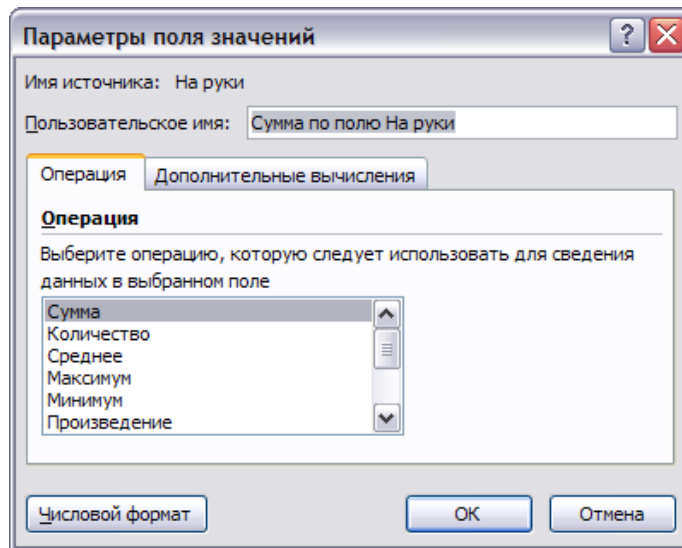 Параметры поля значений
Имя источника: На руки
Пользовательское имя: Сумма по полю На руки
Операция Дополнительные вычисления
Операция
Выберите операцию, которую следует использовать для сведения
данных в выбранном поле
Сумма
Количество
Среднее
Максимум
Минимум
Произведение
Числовой формат ОК Отмена